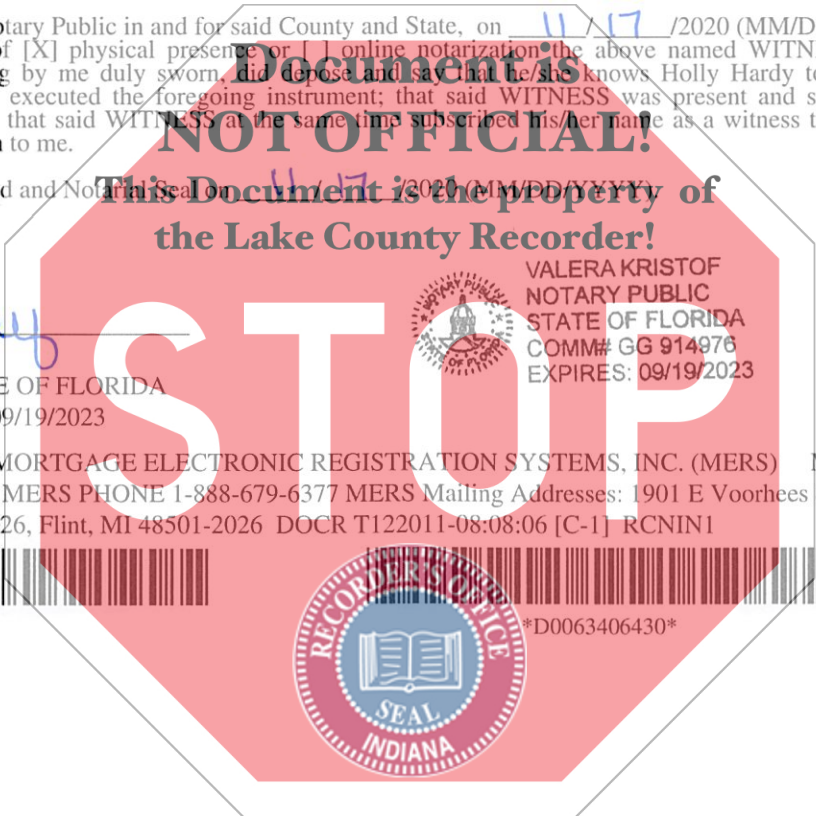 tary Public in and for said County and State, on 11 / 17 /2020 (MM/D
f [X] physical presence or [ ] online notarization the above named WITN
g by me duly sworn, did depose and say that he/she knows Holly Hardy to
executed the foregoing instrument; that said WITNESS was present and s
that said WITNESS at the same time subscribed his/her name as a witness t
to me.
d and Notarial Seal on 11 / 17 /2020 (MM/DD/YYYY).
Document is
NOT OFFICIAL!
This Document is the property of
the Lake County Recorder!
STOP
NOTARY PUBLIC
STATE OF FLORIDA
VALERA KRISTOF
NOTARY PUBLIC
STATE OF FLORIDA
COMM# GG 914976
EXPIRES: 09/19/2023
E OF FLORIDA
09/19/2023
MORTGAGE ELECTRONIC REGISTRATION SYSTEMS, INC. (MERS)
MERS PHONE 1-888-679-6377 MERS Mailing Addresses: 1901 E Voorhees
26, Flint, MI 48501-2026 DOCR T122011-08:08:06 [C-1] RCNIN1
*D0063406430*
RECORDER'S OFFICE
SEAL
INDIANA